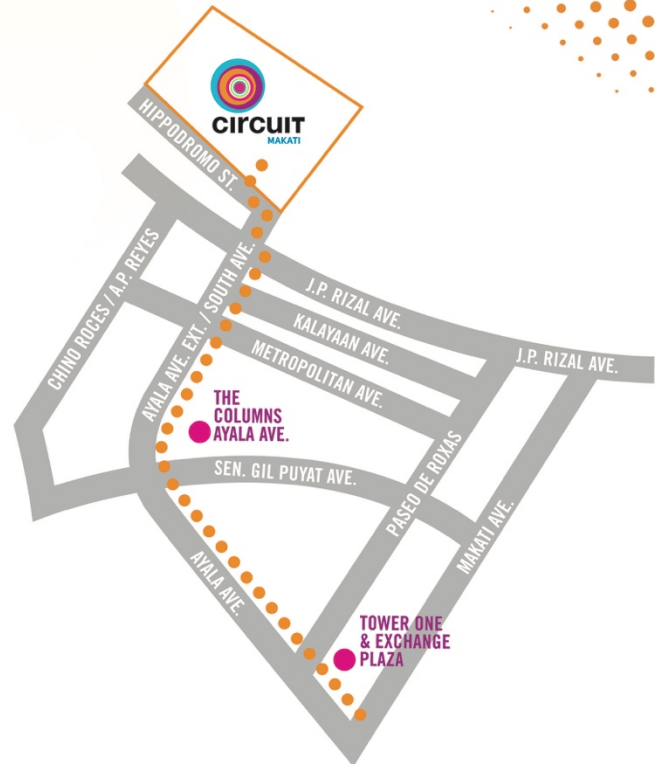 CIRCUIT
MAKATI
HIPPODROMO ST.
CHINO ROCES / A.P. REYES
AYALA AVE. EXT. / SOUTH AVE.
J.P. RIZAL AVE.
KALAYAAN AVE.
J.P. RIZAL AVE.
METROPOLITAN AVE.
THE
COLUMNS
AYALA AVE.
SEN. GIL PUYAT AVE.
PASEO DE ROXAS
MAKATI AVE.
AYALA AVE.
TOWER ONE
& EXCHANGE
PLAZA